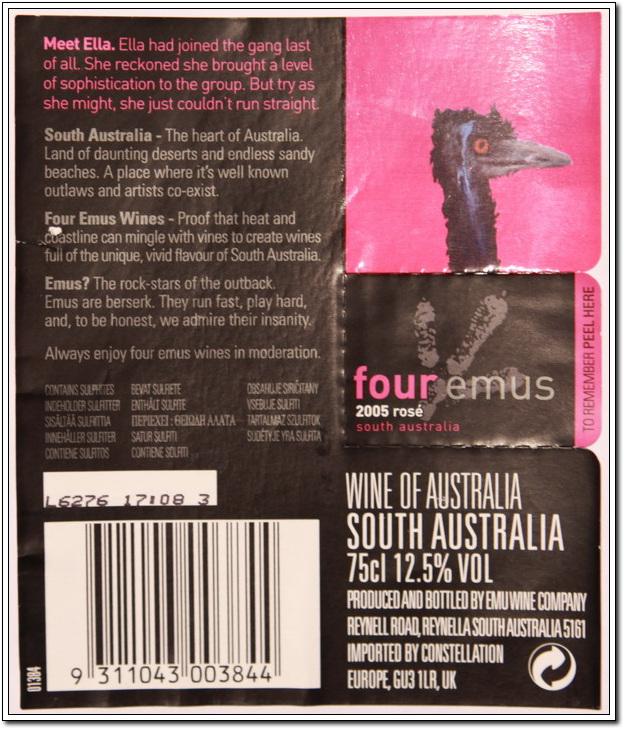 Meet Ella. Ella had joined the gang last
of all. She reckoned she brought a level
of sophistication to the group. But try as
she might, she just couldn't run straight.
South Australia - The heart of Australia.
Land of daunting deserts and endless sandy
beaches. A place where it's well known
outlaws and artists co-exist.
Four Emus Wines - Proof that heat and
coastline can mingle with vines to create wines
full of the unique, vivid flavour of South Australia.
Emus? The rock-stars of the outback.
Emus are berserk. They run fast, play hard,
and, to be honest, we admire their insanity.
Always enjoy four emus wines in moderation.
CONTAINS SULPHITES
INDEHOLDER SULFITTER
SISÄLTÄÄ SULFIITTIA
INNEHÅLLER SULFITER
CONTIENE SULFITOS
BEVAT SULFIETE
ENTHÄLT SULFITE
ΠΕΡΙΕΧΕΙ : ΘΕΙΩΔΗ ΑΛΑΤΑ
SATUR SULFITI
CONTIENE SOLFITI
OBSAHUJE SIRIČITANY
VSEBUJE SULFITI
TARTALMAZ SZULFITOK
SUDĖTYJE YRA SULFITA
L6276 17:08 3
9 311043 003844
01384
four emus
2005 rosé
south australia
TO REMEMBER PEEL HERE
WINE OF AUSTRALIA
SOUTH AUSTRALIA
75cl 12.5% VOL
PRODUCED AND BOTTLED BY EMU WINE COMPANY
REYNELL ROAD, REYNELLA SOUTH AUSTRALIA 5161
IMPORTED BY CONSTELLATION
EUROPE, GU3 1LR, UK